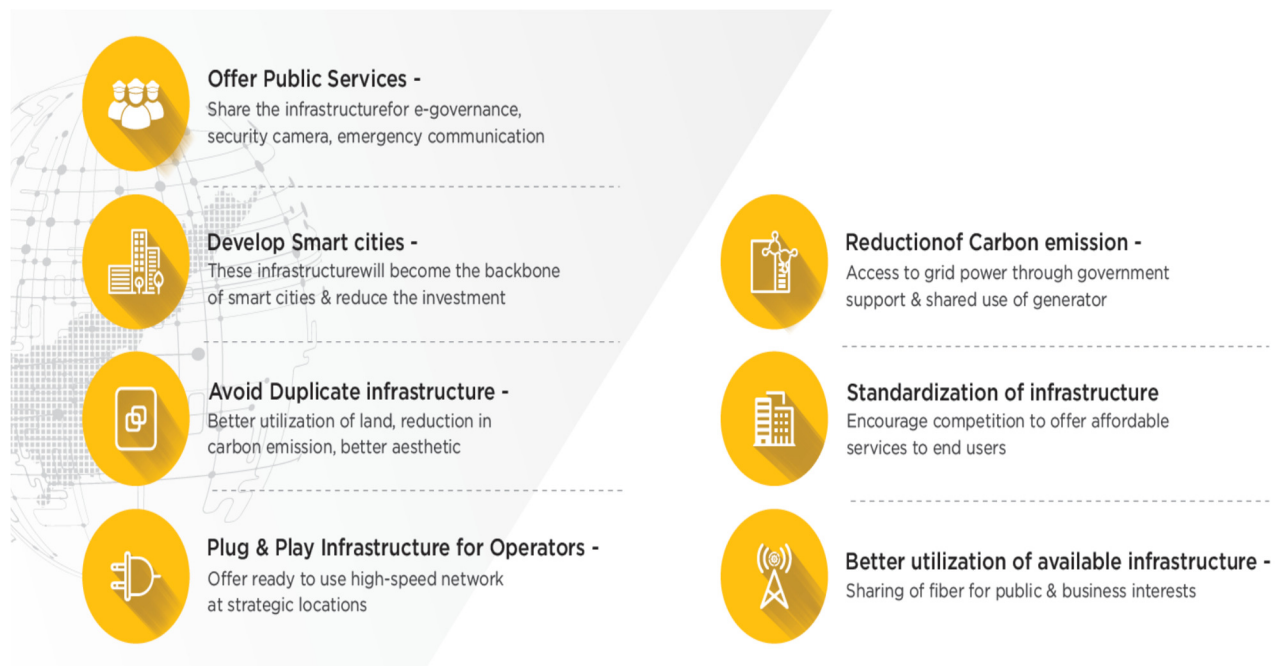 Offer Public Services -
Share the infrastructurefor e-governance,
security camera, emergency communication
Develop Smart cities -
These infrastructurewill become the backbone
of smart cities & reduce the investment
Avoid Duplicate infrastructure -
Better utilization of land, reduction in
carbon emission, better aesthetic
Plug & Play Infrastructure for Operators -
Offer ready to use high-speed network
at strategic locations
Reductionof Carbon emission -
Access to grid power through government
support & shared use of generator
Standardization of infrastructure
Encourage competition to offer affordable
services to end users
Better utilization of available infrastructure -
Sharing of fiber for public & business interests